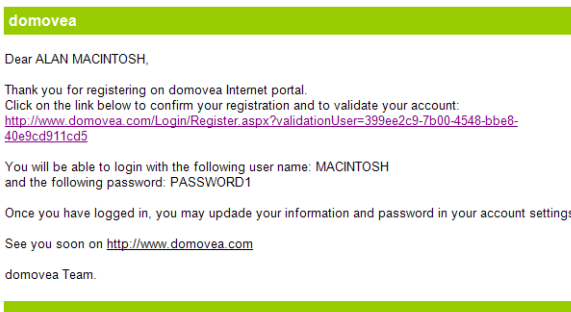 domovea
Dear ALAN MACINTOSH,
Thank you for registering on domovea Internet portal.
Click on the link below to confirm your registration and to validate your account:
http://www.domovea.com/Login/Register.aspx?validationUser=399ee2c9-7b00-4548-bbe8-
40e9cd911cd5
You will be able to login with the following user name: MACINTOSH
and the following password: PASSWORD1
Once you have logged in, you may updade your information and password in your account settings
See you soon on http://www.domovea.com
domovea Team.